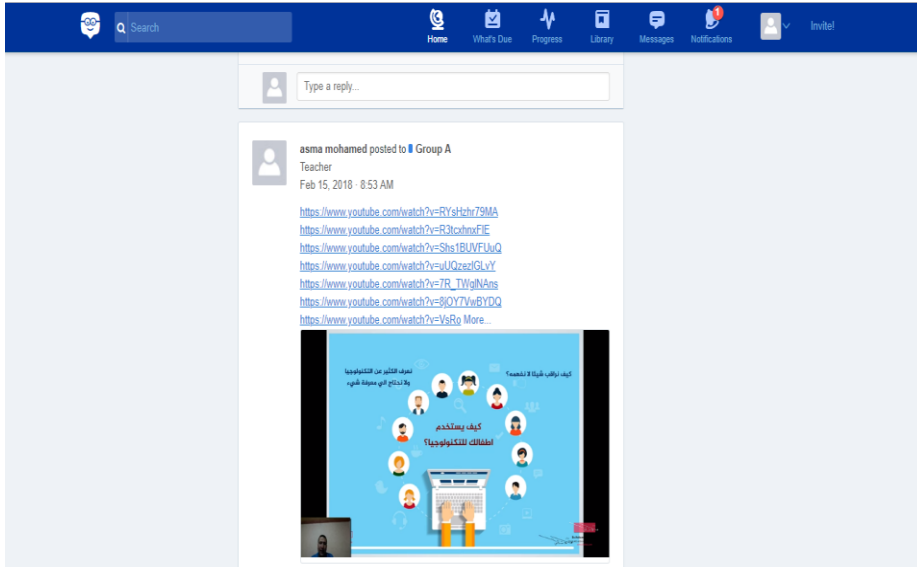 Search
Home
What's Due
Progress
Library
Messages
1
Notifications
Invite!
Type a reply...
asma mohamed posted to Group A
Teacher
Feb 15, 2018 · 8:53 AM
https://www.youtube.com/watch?v=RYsHzhr79MA
https://www.youtube.com/watch?v=R3tcxhnxFlE
https://www.youtube.com/watch?v=Shs1BUVFUuQ
https://www.youtube.com/watch?v=uUQzezlGLvY
https://www.youtube.com/watch?v=7R_TWglNAns
https://www.youtube.com/watch?v=8jOY7VwBYDQ
https://www.youtube.com/watch?v=VsRo More...
كيف نراقب شيئا لا نفهمه؟
نعرف الكثير عن التكنولوجيا
ولا نحتاج الي معرفة شيء
كيف يستخدم
اطفالك للتكنولوجيا؟